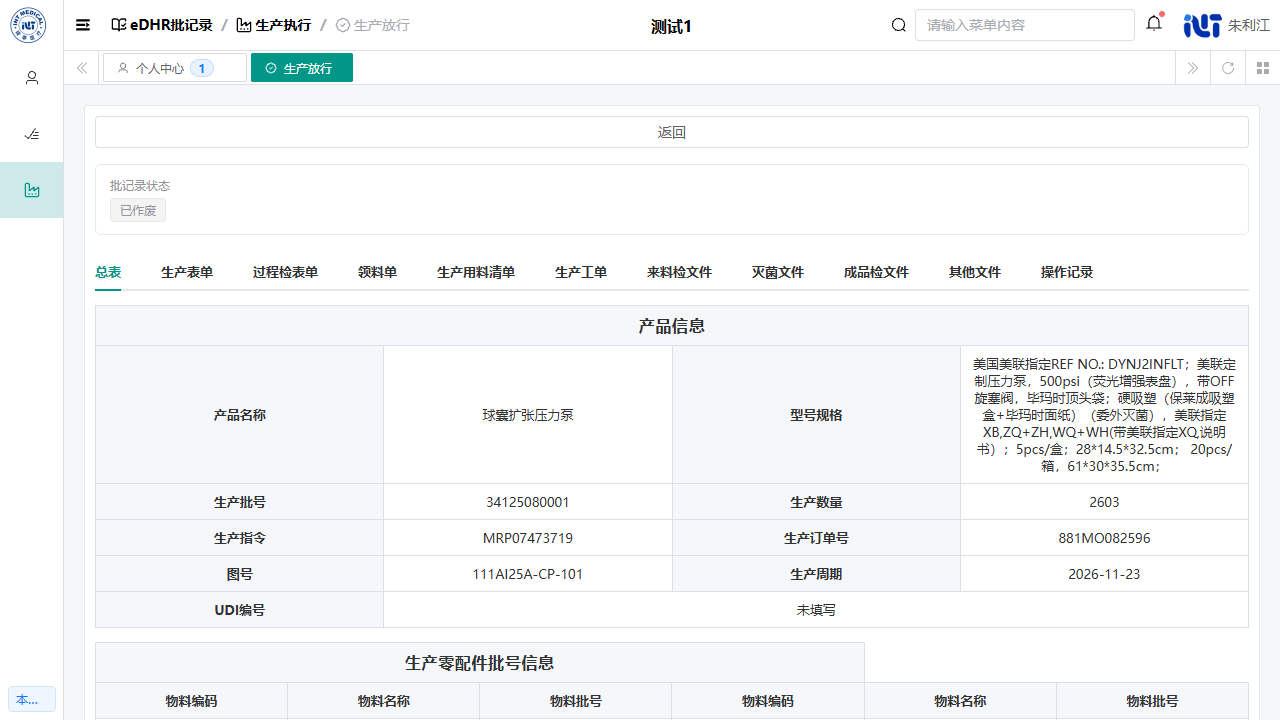 eDHR批记录 / 生产执行 / 生产放行
测试1
请输入菜单内容
朱利江
个人中心 1
生产放行
返回
批记录状态
已作废
总表 生产表单 过程检表单 领料单 生产用料清单 生产工单 来料检文件 灭菌文件 成品检文件 其他文件 操作记录
产品信息
产品名称 球囊扩张压力泵 型号规格
美国美联指定REF NO.: DYNJ2INFLT；美联定
制压力泵，500psi（荧光增强表盘），带OFF
旋塞阀，毕玛时顶头袋；硬吸塑（保莱成吸塑
盒+毕玛时面纸）（委外灭菌），美联指定
XB,ZQ+ZH,WQ+WH(带美联指定XQ,说明
书）；5pcs/盒；28*14.5*32.5cm； 20pcs/
箱，61*30*35.5cm；
生产批号 34125080001 生产数量 2603
生产指令 MRP07473719 生产订单号 881MO082596
图号 111AI25A-CP-101 生产周期 2026-11-23
UDI编号 未填写
生产零配件批号信息
物料编码 物料名称 物料批号 物料编码 物料名称 物料批号
本...